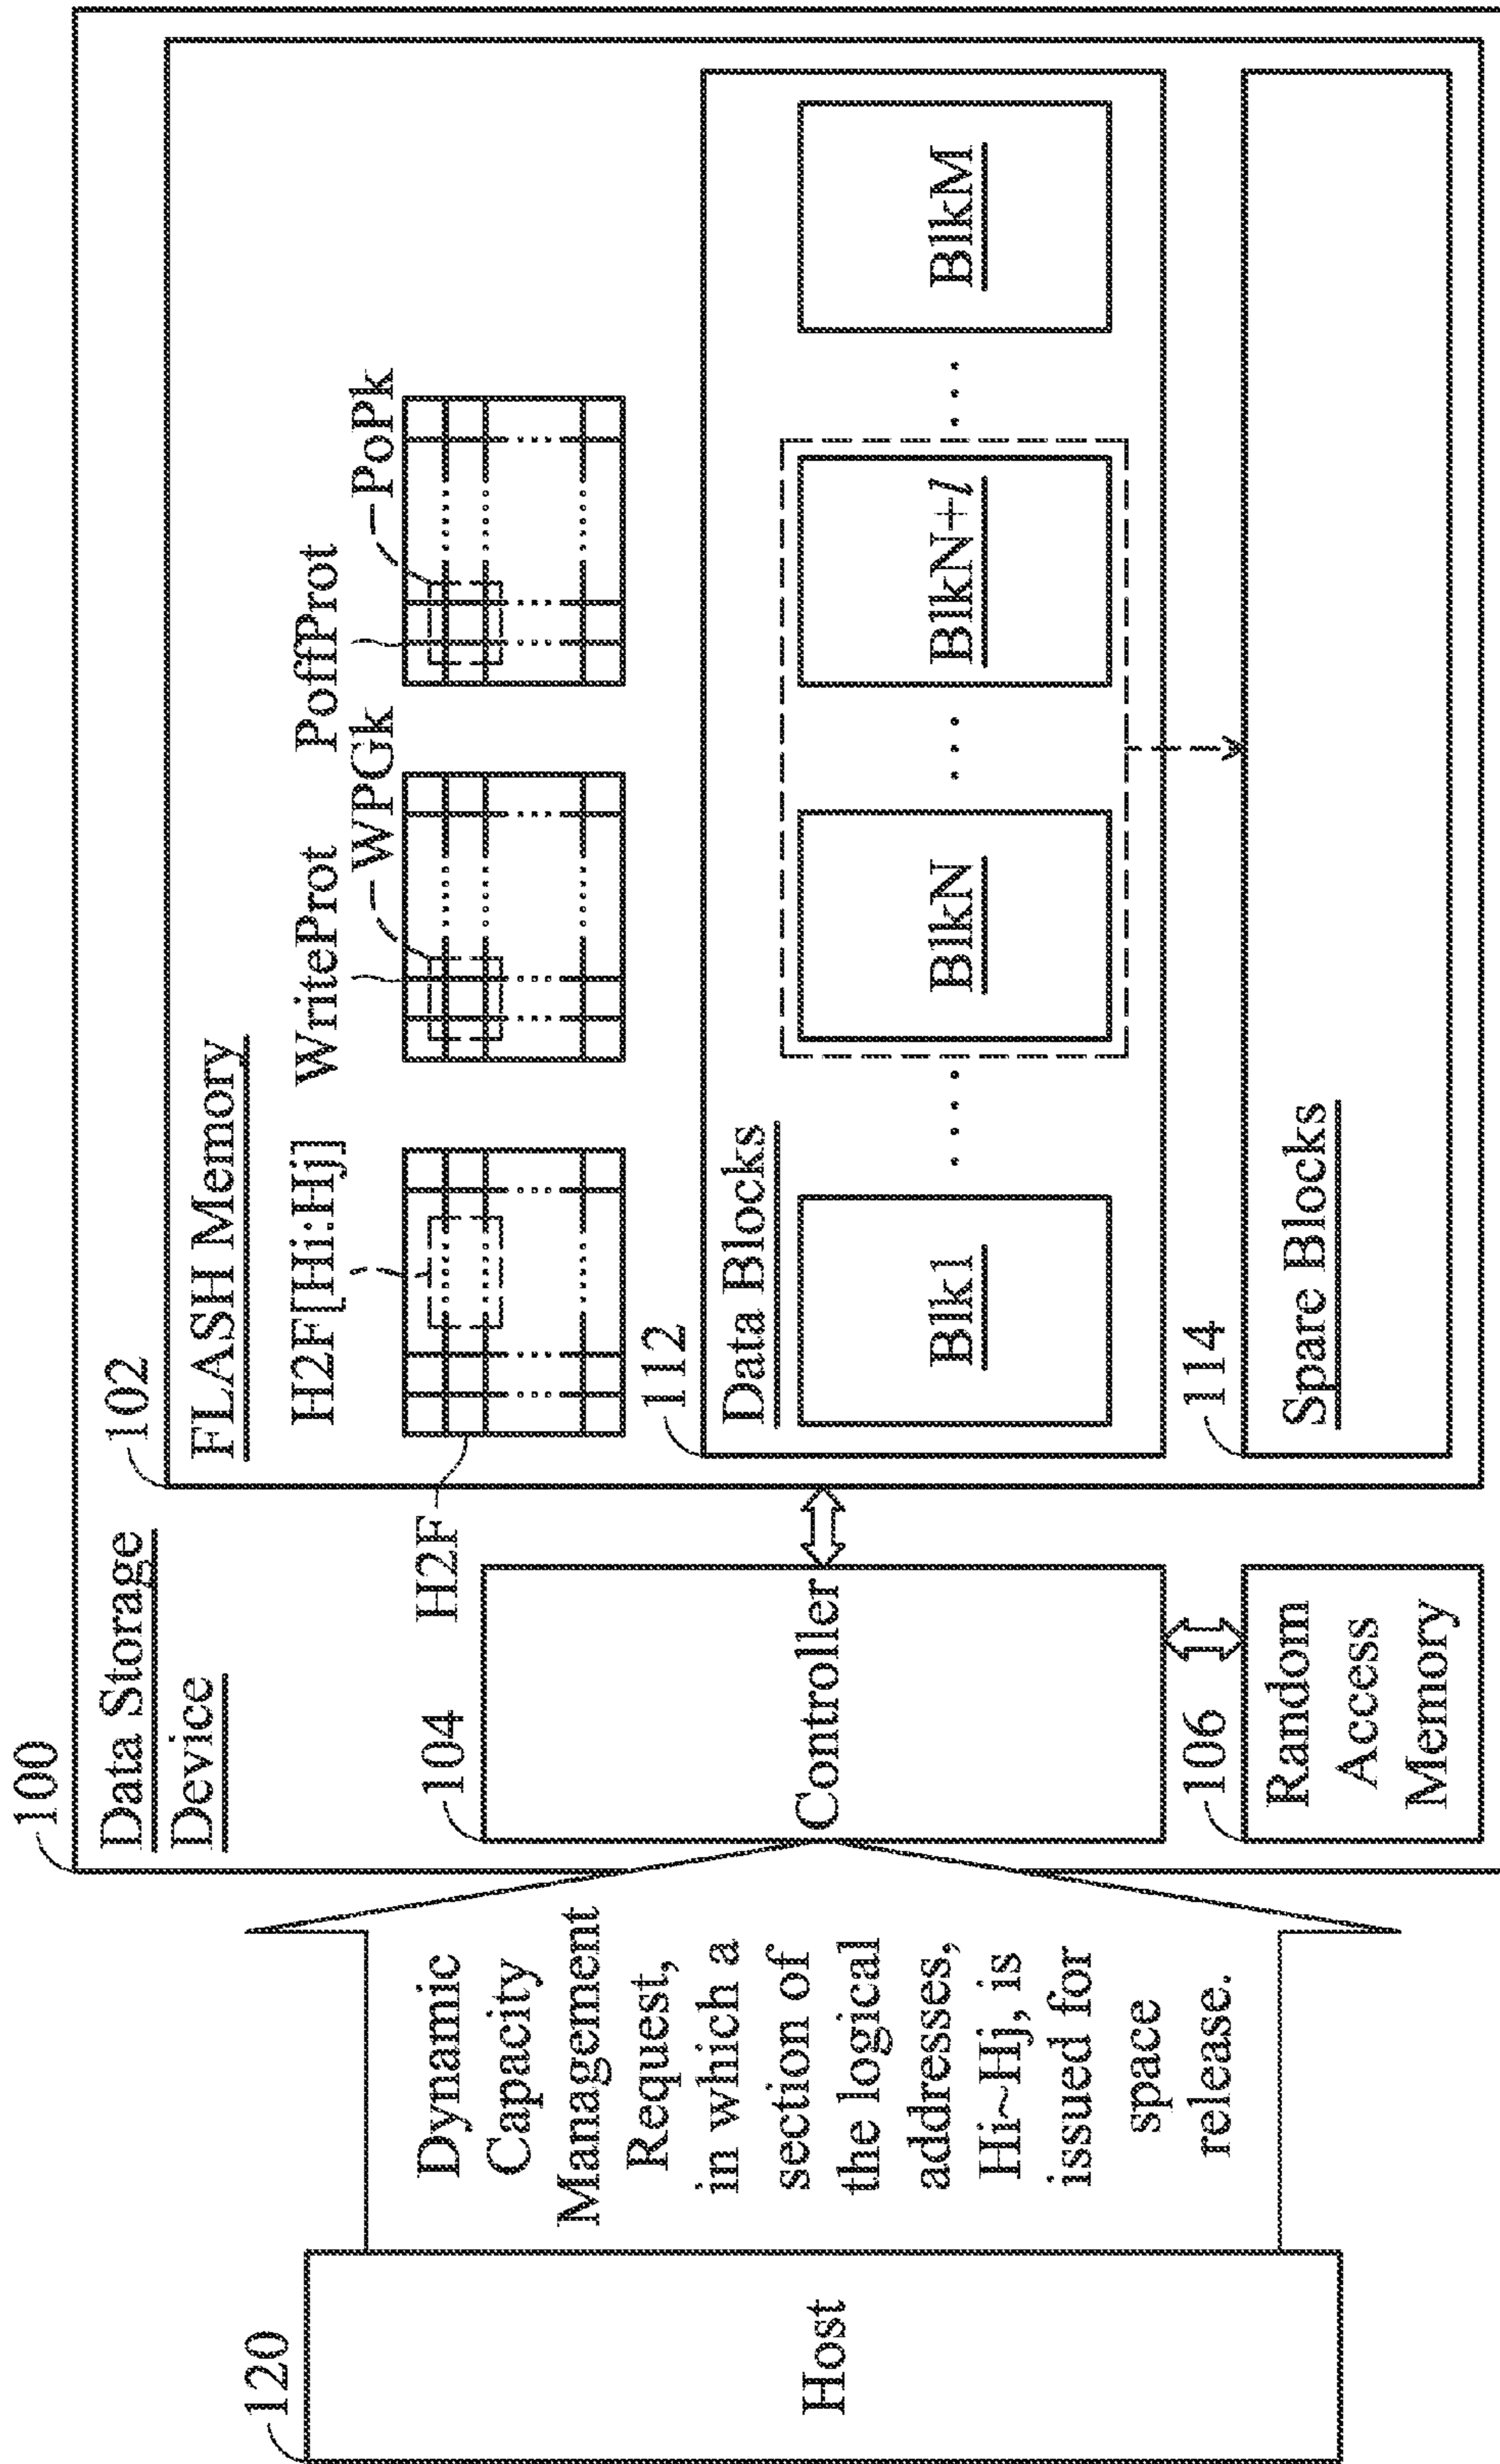 100
Data Storage
Device
102
FLASH Memory
H2F[Hi:Hj]
WriteProt
PoffProt
WPGk
PoPk
H2F
104
Controller
112
Data Blocks
Blk1
.....
BlkN
...
BlkN+l
...
BlkM
106
Random
Access
Memory
114
Spare Blocks
120
Host
Dynamic
Capacity
Management
Request,
in which a
section of
the logical
addresses,
Hi~Hj, is
issued for
space
release.